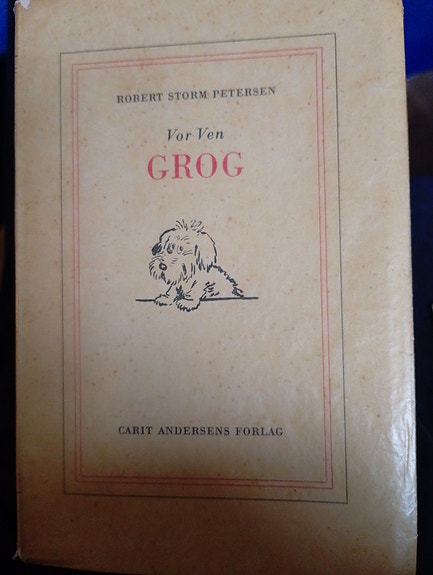 ROBERT STORM PETERSEN
Vor Ven
GROG
CARIT ANDERSENS FORLAG